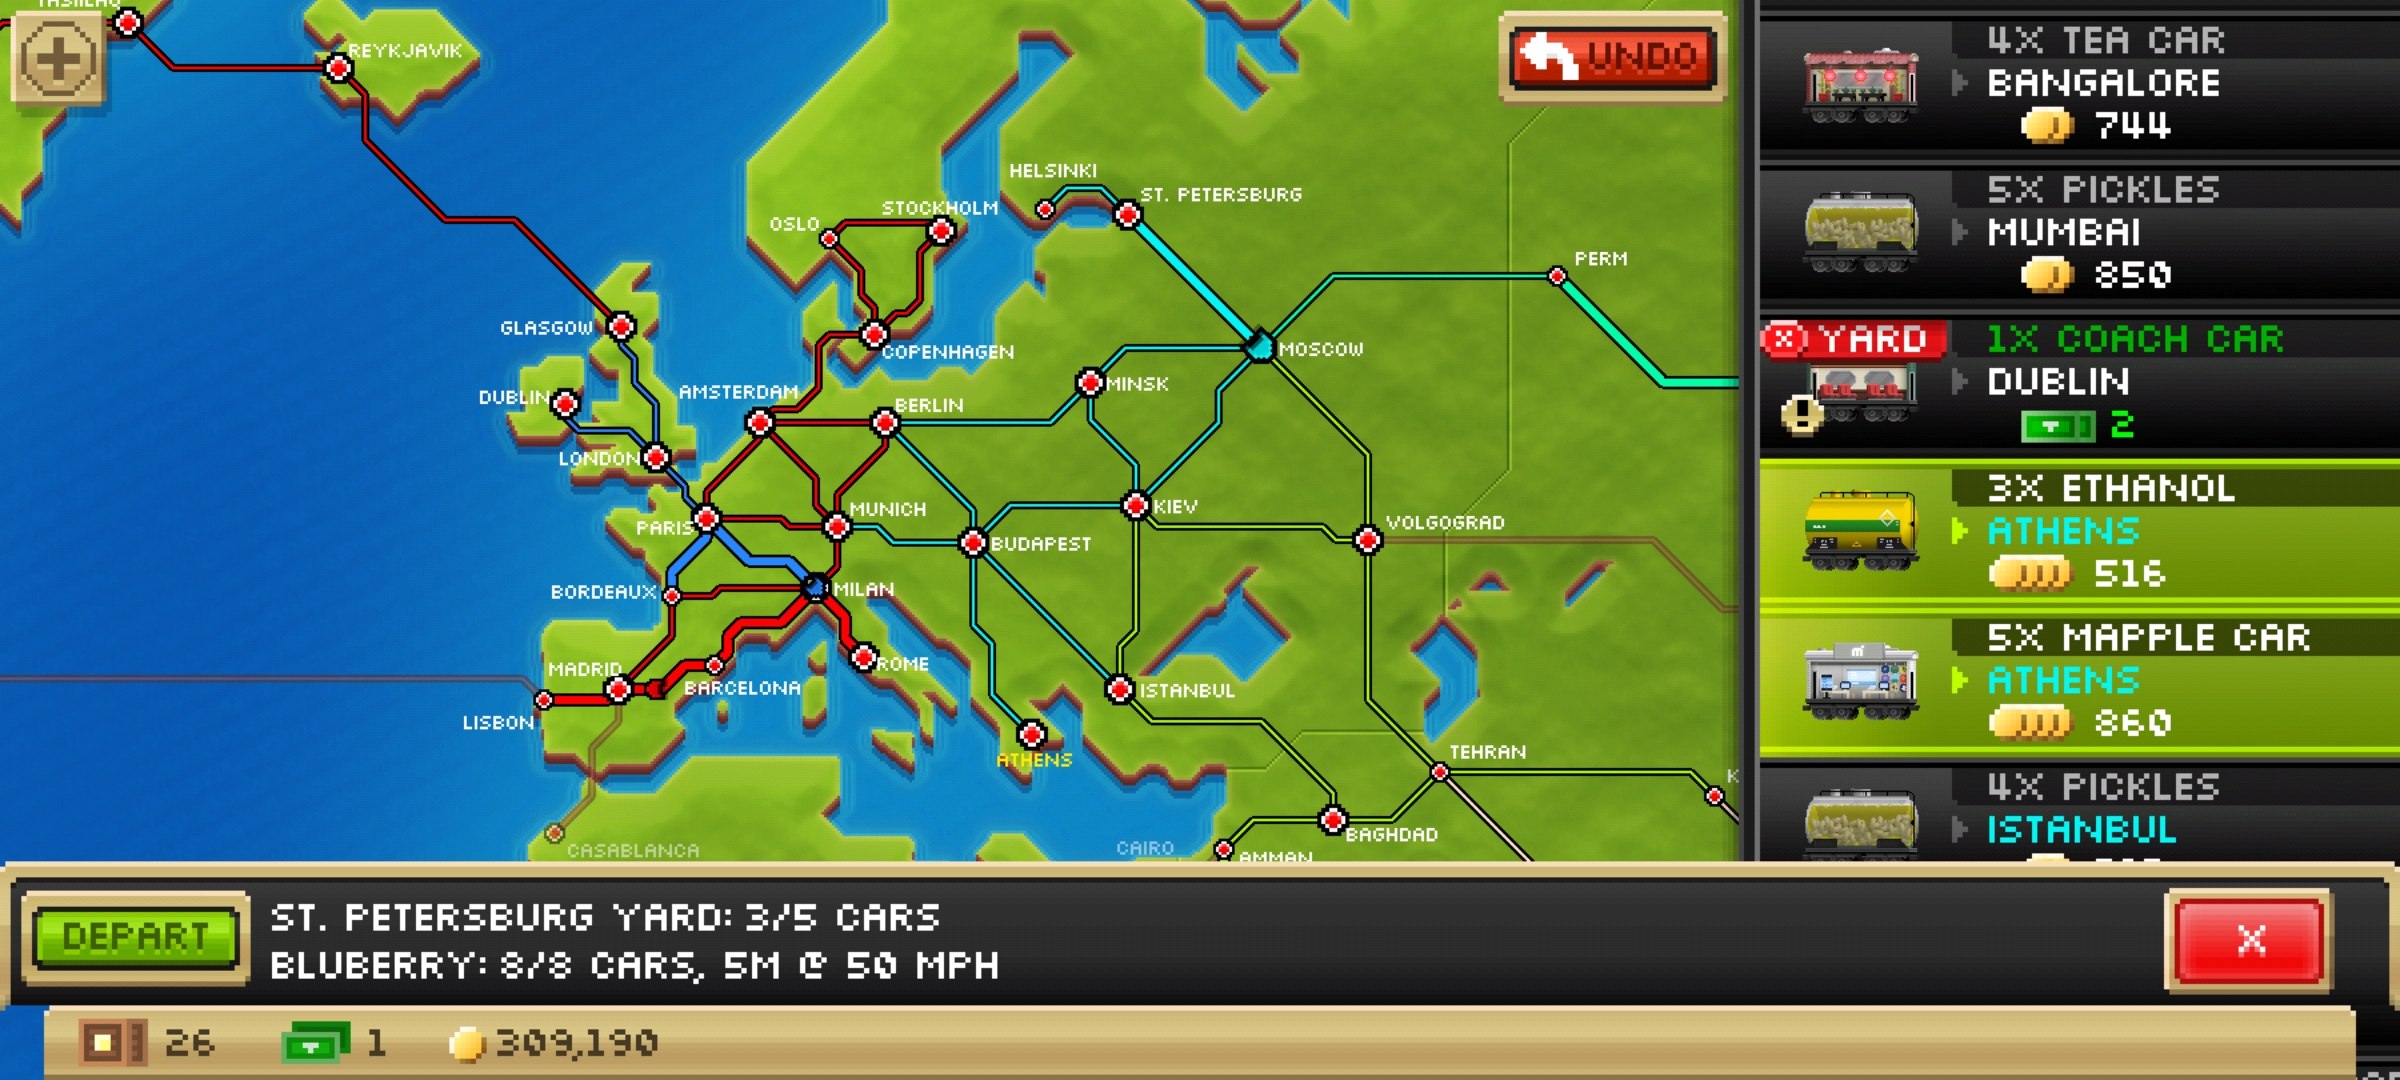 REYKJAVIK
UNDO
HELSINKI
ST. PETERSBURG
STOCKHOLM
OSLO
PERM
GLASGOW
COPENHAGEN
MOSCOW
MINSK
AMSTERDAM
DUBLIN
BERLIN
LONDON
MUNICH
KIEV
PARIS
VOLGOGRAD
BUDAPEST
BORDEAUX
MILAN
MADRID
ROME
BARCELONA
ISTANBUL
LISBON
ATHENS
TEHRAN
K
BAGHDAD
CASABLANCA
CAIRO
AMMAN
4X TEA CAR
BANGALORE
744
5X PICKLES
MUMBAI
850
YARD 1X COACH CAR
DUBLIN
2
3X ETHANOL
ATHENS
516
5X MAPPLE CAR
m
ATHENS
860
4X PICKLES
ISTANBUL
DEPART
ST. PETERSBURG YARD: 3/5 CARS
BLUBERRY: 8/8 CARS, 5M @ 50 MPH
X
26 1 309,190